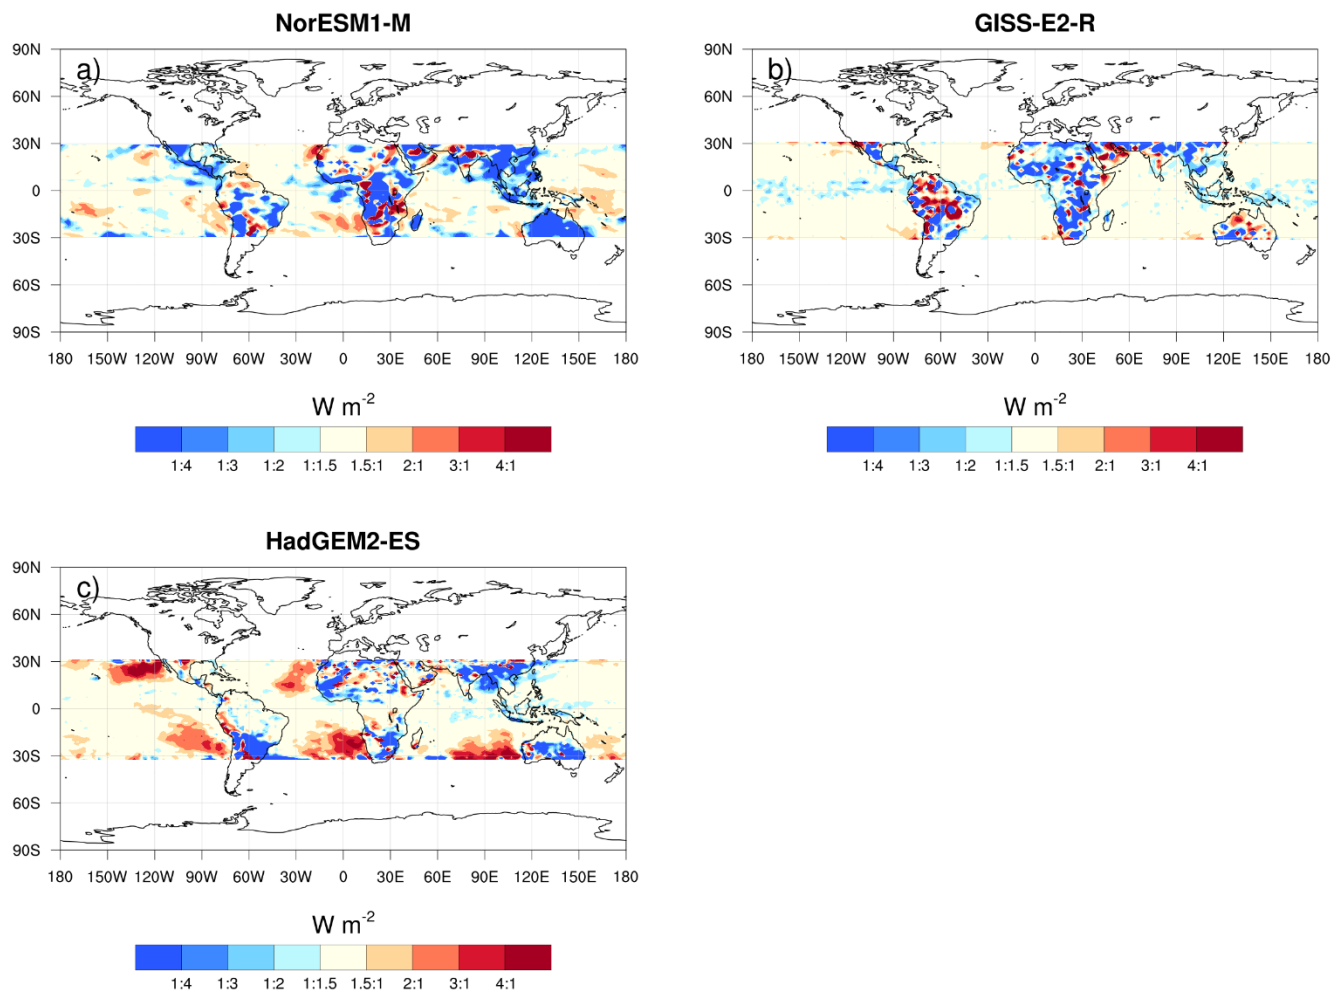 NorESM1-M
a)
90N
60N
30N
0
30S
60S
90S
180 150W 120W 90W 60W 30W 0 30E 60E 90E 120E 150E 180
W m-2
1:4 1:3 1:2 1:1.5 1.5:1 2:1 3:1 4:1
GISS-E2-R
b)
90N
60N
30N
0
30S
60S
90S
180 150W 120W 90W 60W 30W 0 30E 60E 90E 120E 150E 180
W m-2
1:4 1:3 1:2 1:1.5 1.5:1 2:1 3:1 4:1
HadGEM2-ES
c)
90N
60N
30N
0
30S
60S
90S
180 150W 120W 90W 60W 30W 0 30E 60E 90E 120E 150E 180
W m-2
1:4 1:3 1:2 1:1.5 1.5:1 2:1 3:1 4:1